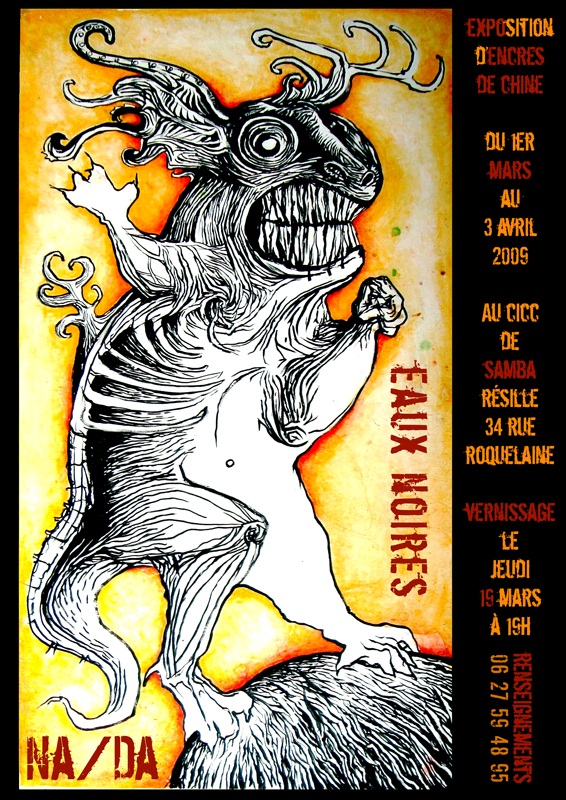 EXPOSITION
D'ENCRES
DE CHINE
DU 1ER
MARS
AU
3 AVRIL
2009
AU CICC
DE
SAMBA
RÉSILLE
34 RUE
ROQUELAINE
VERNISSAGE
LE
JEUDI
19 MARS
À 19H
RENSEIGNEMENTS
06 27 56 48 95
EAUX NOIRES
NA/DA